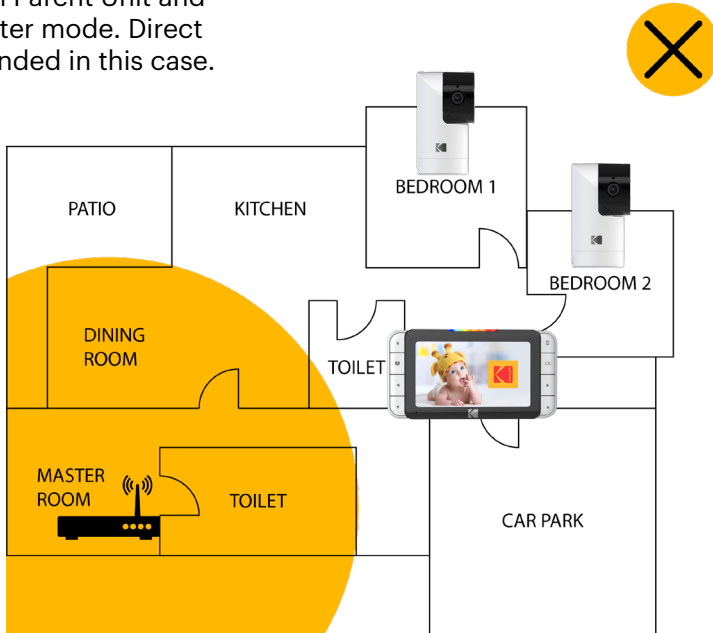 ter mode. Direct
nded in this case.
BEDROOM 1
PATIO
KITCHEN
BEDROOM 2
DINING
ROOM
TOILET
MASTER
ROOM
TOILET
CAR PARK